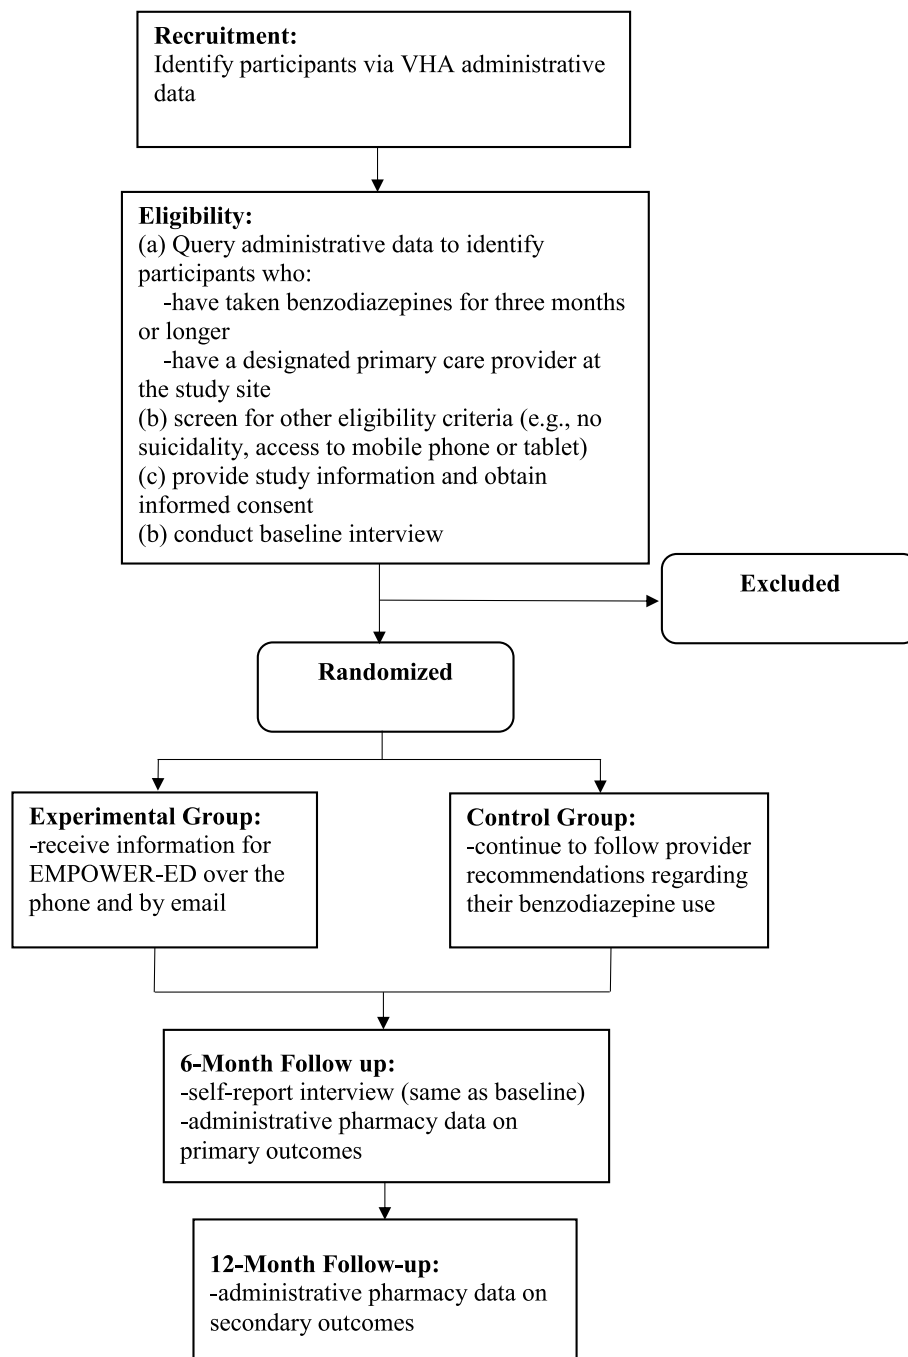 Recruitment:
Identify participants via VHA administrative
data
Eligibility:
(a) Query administrative data to identify
participants who:
-have taken benzodiazepines for three months
or longer
-have a designated primary care provider at
the study site
(b) screen for other eligibility criteria (e.g., no
suicidality, access to mobile phone or tablet)
(c) provide study information and obtain
informed consent
(b) conduct baseline interview
Excluded
Randomized
Experimental Group:
-receive information for
EMPOWER-ED over the
phone and by email
Control Group:
-continue to follow provider
recommendations regarding
their benzodiazepine use
6-Month Follow up:
-self-report interview (same as baseline)
-administrative pharmacy data on
primary outcomes
12-Month Follow-up:
-administrative pharmacy data on
secondary outcomes